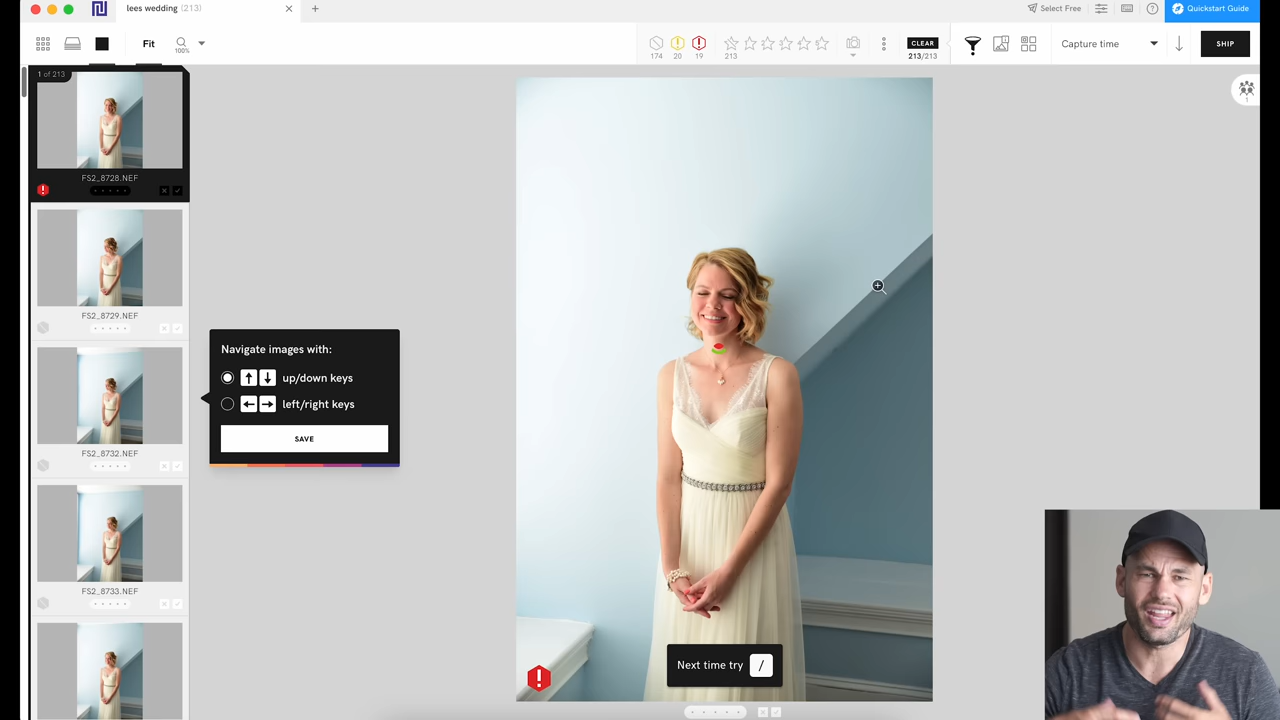 lees wedding (213)
Select Free
Quickstart Guide
Fit
100%
174
20
19
213
CLEAR
213/213
Capture time
SHIP
1 of 213
FS2_8728.NEF
FS2_8729.NEF
FS2_8732.NEF
FS2_8733.NEF
1
Navigate images with:
up/down keys
left/right keys
SAVE
Next time try /